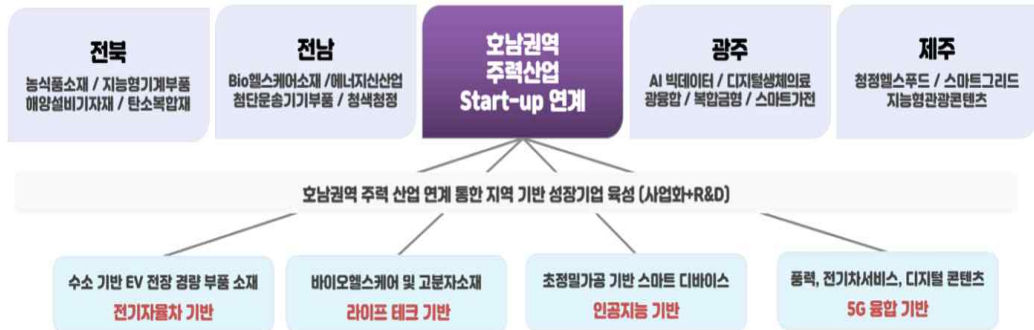 전북
농식품소재 / 지능형기계부품
해양설비기자재 / 탄소복합재
전남
Bio헬스케어소재 /에너지신산업
첨단운송기기부품 / 청색청정
호남권역
주력산업
Start-up 연계
광주
AI 빅데이터 / 디지털생체의료
광융합 / 복합금형 / 스마트가전
제주
청정헬스푸드 / 스마트그리드
지능형관광콘텐츠
호남권역 주력 산업 연계 통한 지역 기반 성장기업 육성 (사업화+R&D)
수소 기반 EV 전장 경량 부품 소재
전기자율차 기반
바이오헬스케어 및 고분자소재
라이프 테크 기반
초정밀가공 기반 스마트 디바이스
인공지능 기반
풍력, 전기차서비스, 디지털 콘텐츠
5G 융합 기반